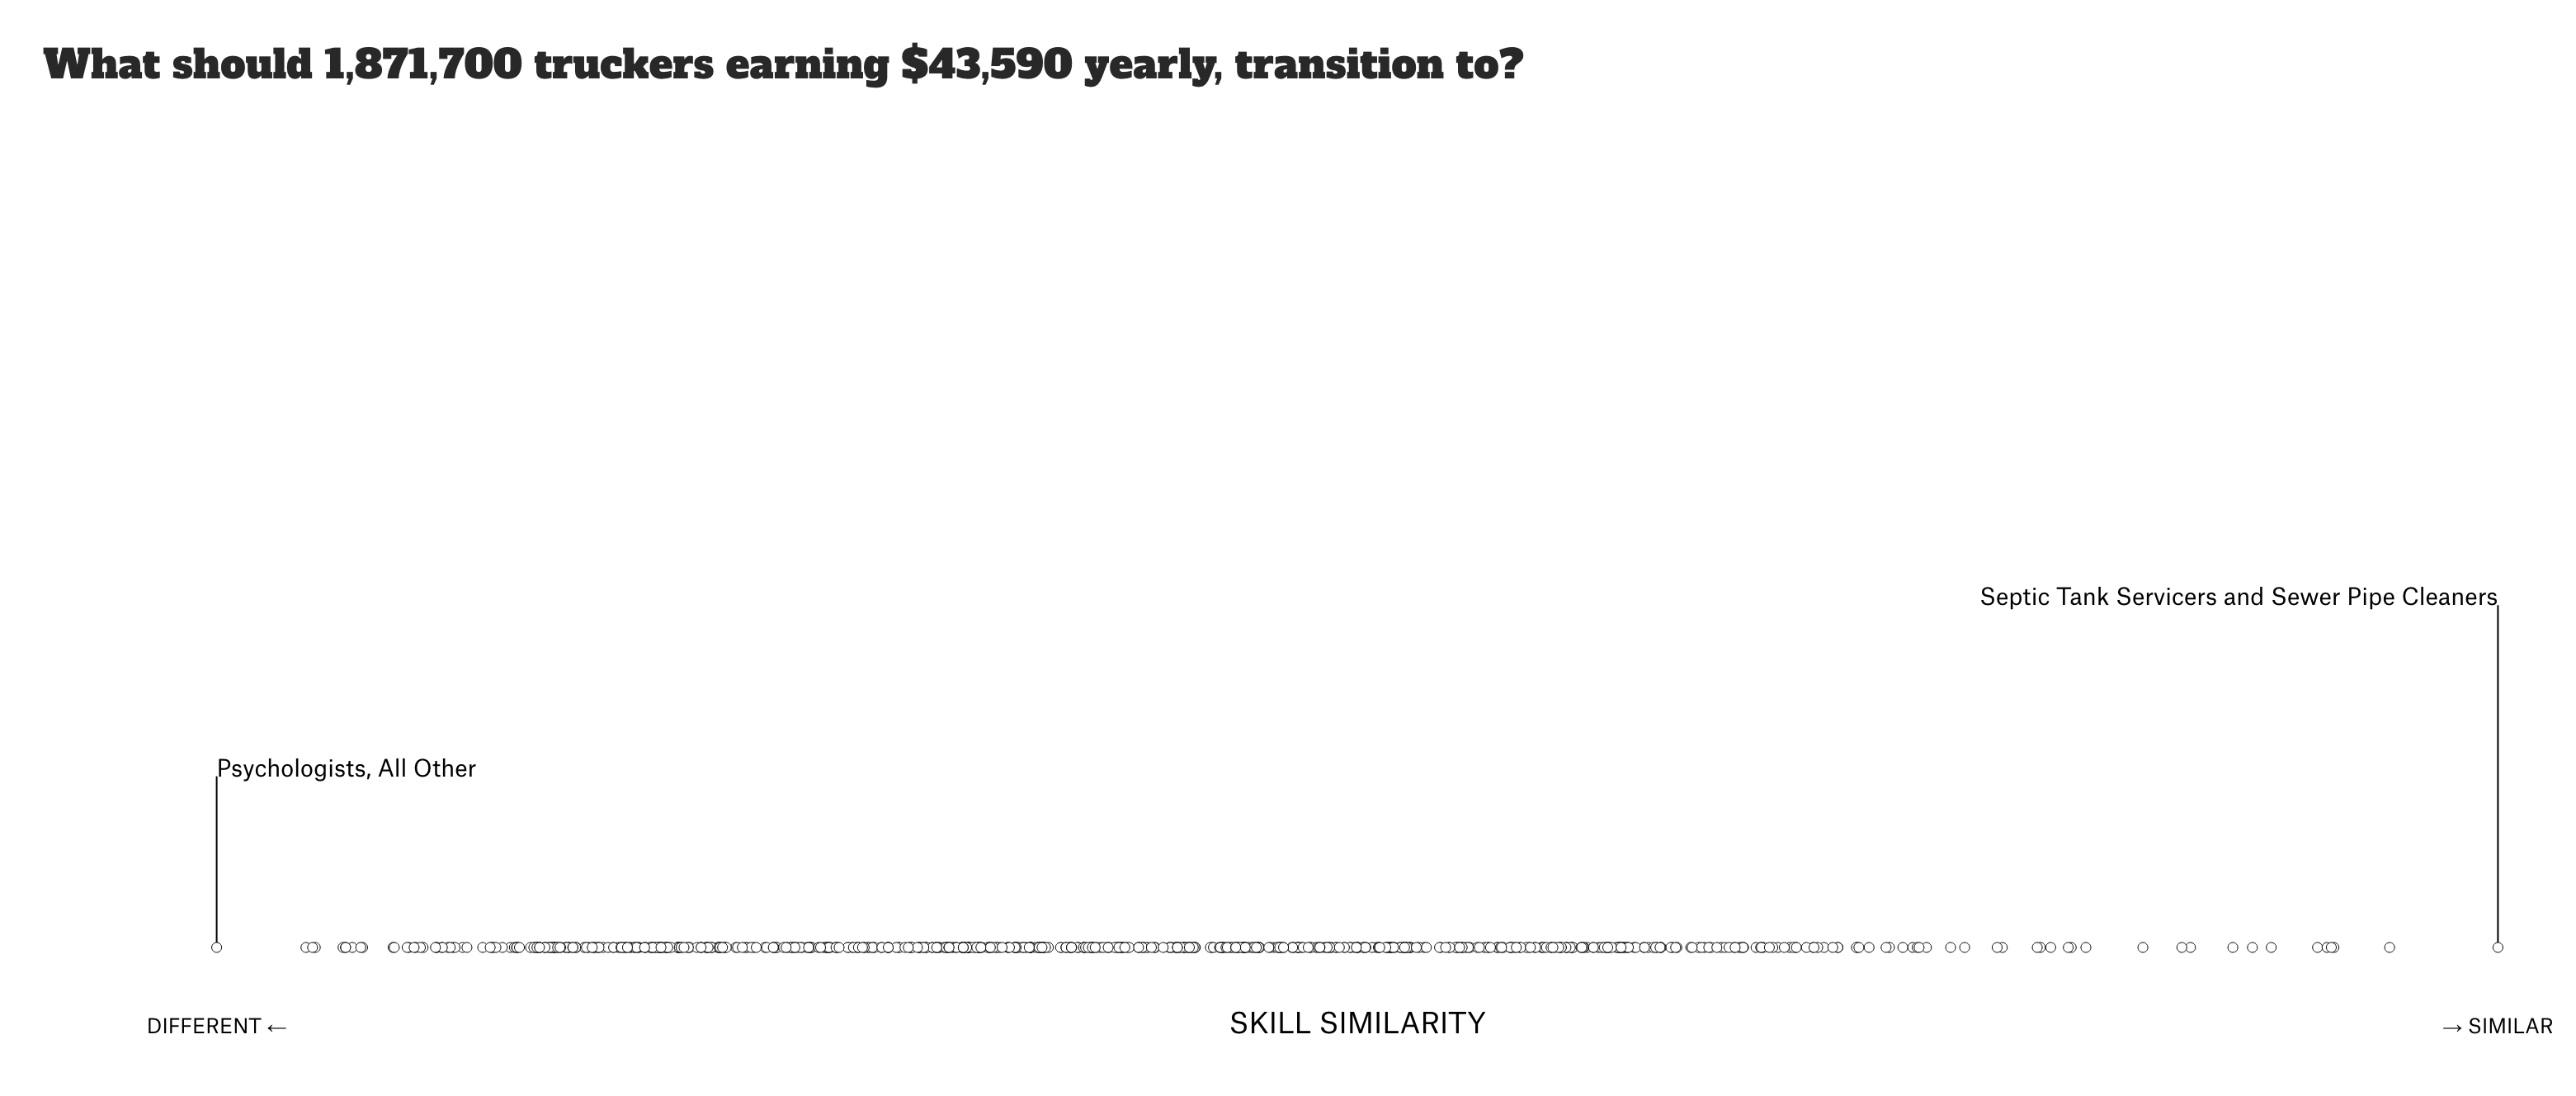 What should 1,871,700 truckers earning $43,590 yearly, transition to?
Septic Tank Servicers and Sewer Pipe Cleaners
Psychologists, All Other
DIFFERENT ←
SKILL SIMILARITY
→ SIMILAR